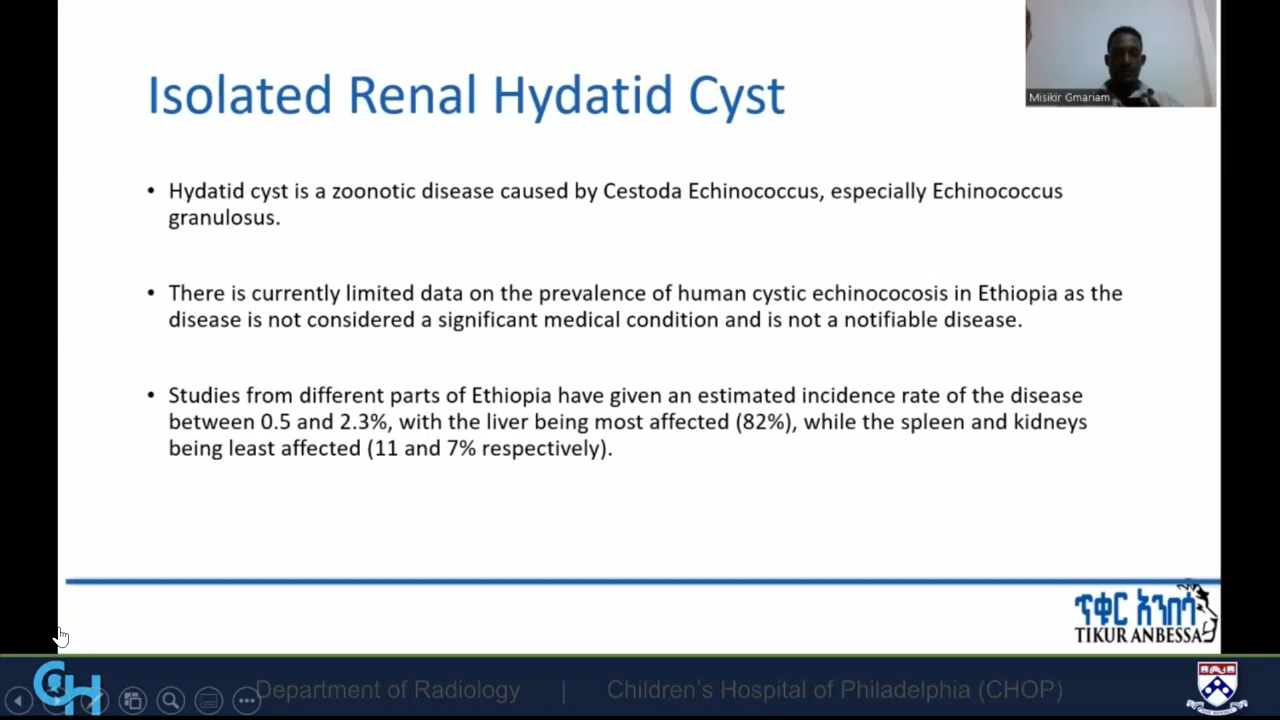 Isolated Renal Hydatid Cyst
Misikir Gmariam
• Hydatid cyst is a zoonotic disease caused by Cestoda Echinococcus, especially Echinococcus
granulosus.
• There is currently limited data on the prevalence of human cystic echinococosis in Ethiopia as the
disease is not considered a significant medical condition and is not a notifiable disease.
• Studies from different parts of Ethiopia have given an estimated incidence rate of the disease
between 0.5 and 2.3%, with the liver being most affected (82%), while the spleen and kidneys
being least affected (11 and 7% respectively).
ጥቁር አንበሳ
TIKUR ANBESSA
CH
Department of Radiology | Children's Hospital of Philadelphia (CHOP)